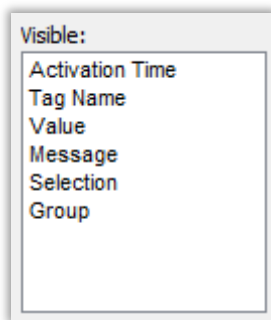 Visible:
Activation Time
Tag Name
Value
Message
Selection
Group